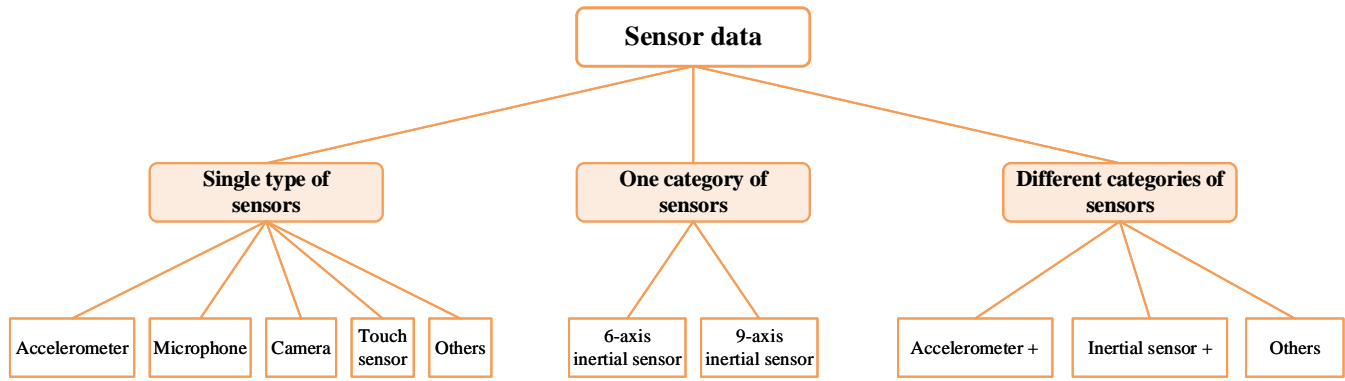 Sensor data
Single type of
sensors
One category of
sensors
Different categories of
sensors
Accelerometer
Microphone
Camera
Touch
sensor
Others
6-axis
inertial sensor
9-axis
inertial sensor
Accelerometer +
Inertial sensor +
Others